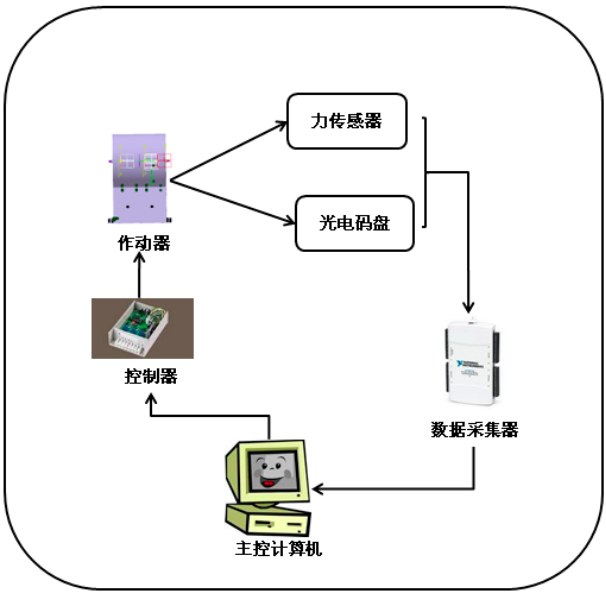 力传感器
光电码盘
作动器
控制器
数据采集器
主控计算机